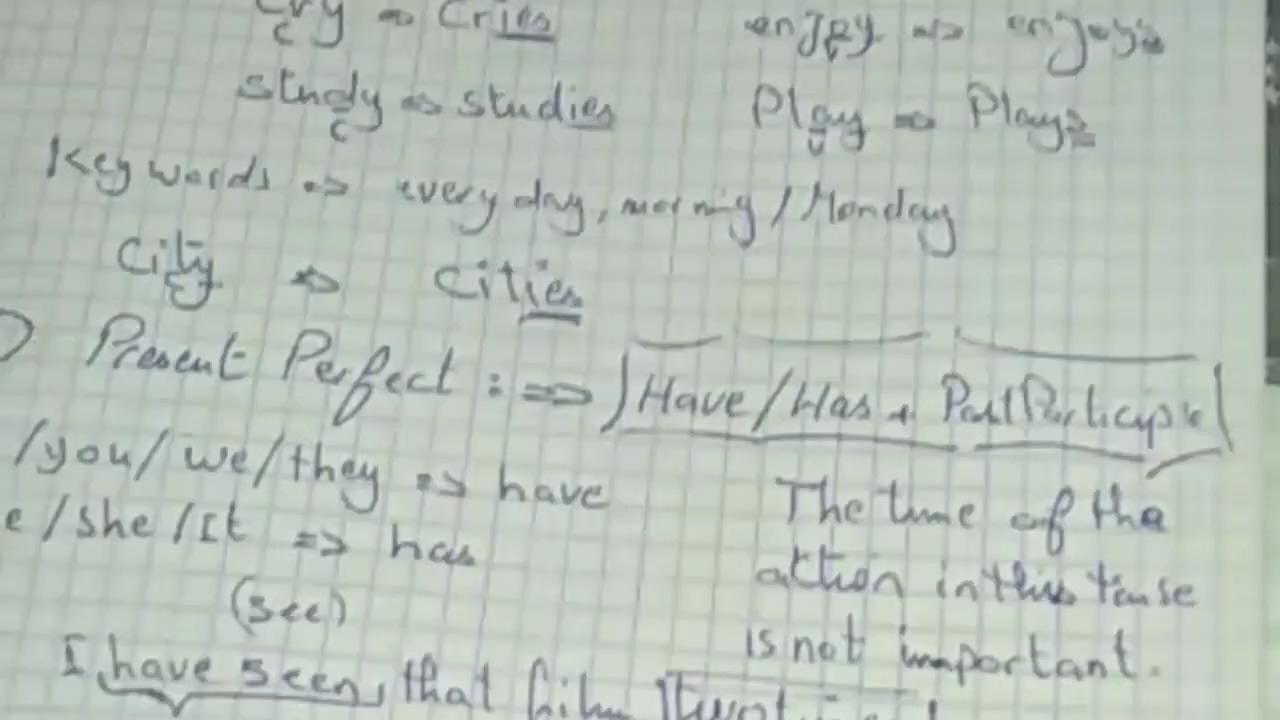 cry => cries enjoy => enjoys
c
study => studies Play => Plays
c v
Key words => every day, morning / Monday
City => Cities
c
Present Perfect : => Have / Has + Past Participle
/ you / we / they => have
e / she / It => has
The time of the
action in this tense
is not important.
(see)
I have seen that film